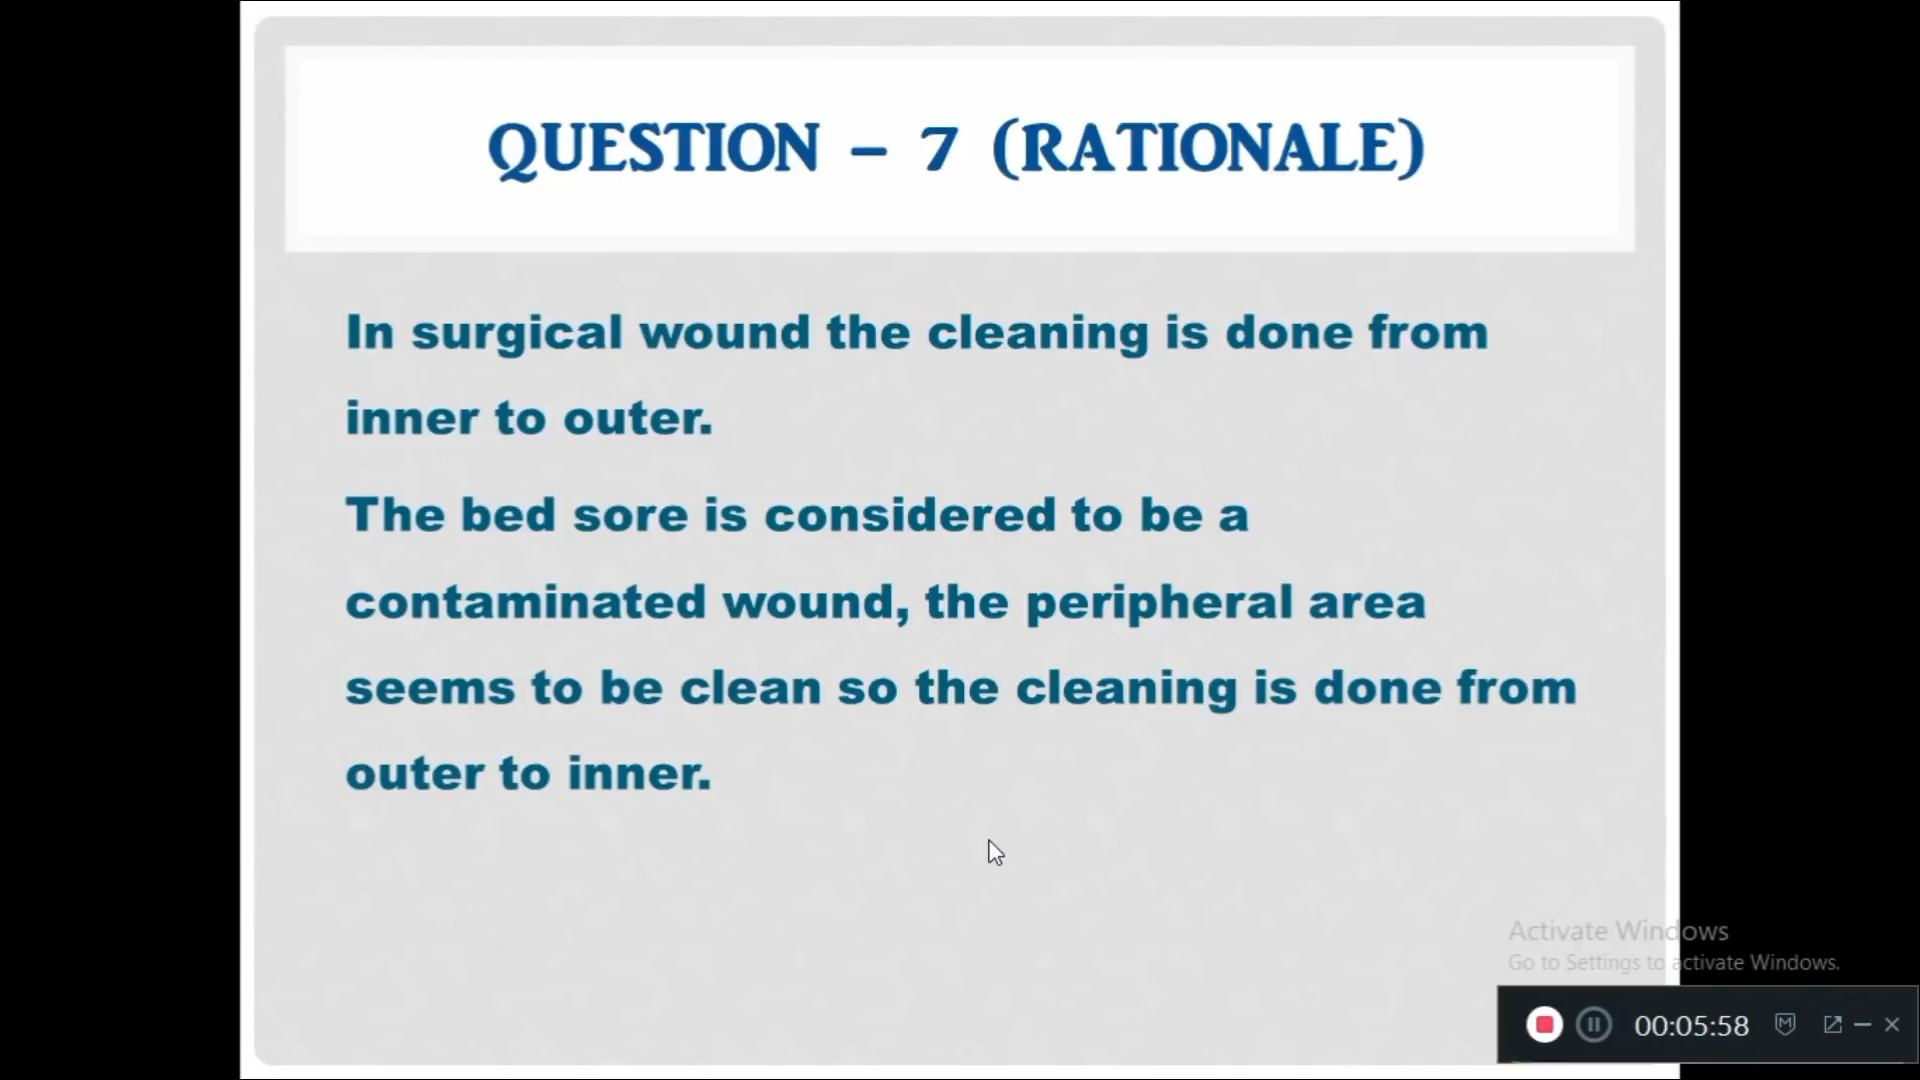 QUESTION – 7 (RATIONALE)
In surgical wound the cleaning is done from
inner to outer.
The bed sore is considered to be a
contaminated wound, the peripheral area
seems to be clean so the cleaning is done from
outer to inner.
Activate Windows
Go to Settings to activate Windows.
00:05:58